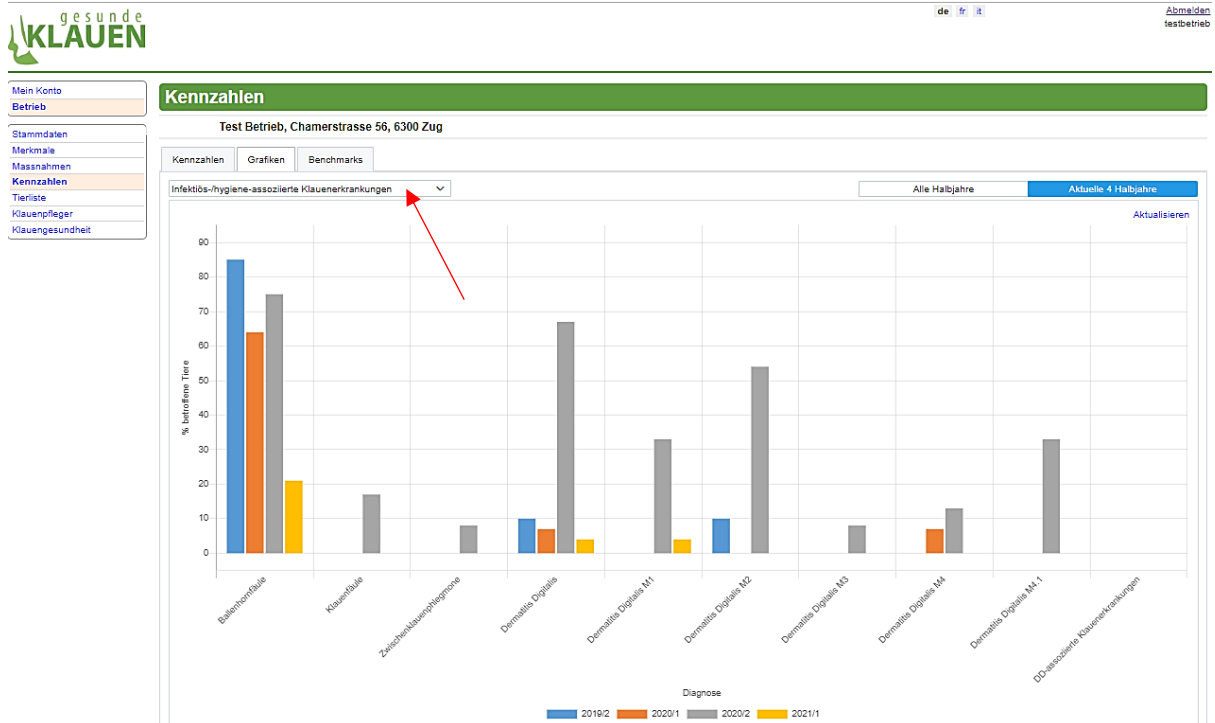 gesunde
KLAUEN
de fr it
Abmelden
testbetrieb
Mein Konto
Betrieb
Stammdaten
Merkmale
Massnahmen
Kennzahlen
Tierliste
Klauenpfleger
Klauengesundheit
Kennzahlen
Test Betrieb, Chamerstrasse 56, 6300 Zug
Kennzahlen Grafiken Benchmarks
Infektiös-/hygiene-assoziierte Klauenerkrankungen
Alle Halbjahre Aktuelle 4 Halbjahre
Aktualisieren
% betroffene Tiere
90
80
70
60
50
40
30
20
10
0
Ballenhornfäule
Klauenfäule
Zwischenklauenphlegmone
Dermatitis Digitalis
Dermatitis Digitalis M1
Dermatitis Digitalis M2
Dermatitis Digitalis M3
Dermatitis Digitalis M4
Dermatitis Digitalis M4.1
DD-assoziierte Klauenerkrankungen
Diagnose
2019/2 2020/1 2020/2 2021/1